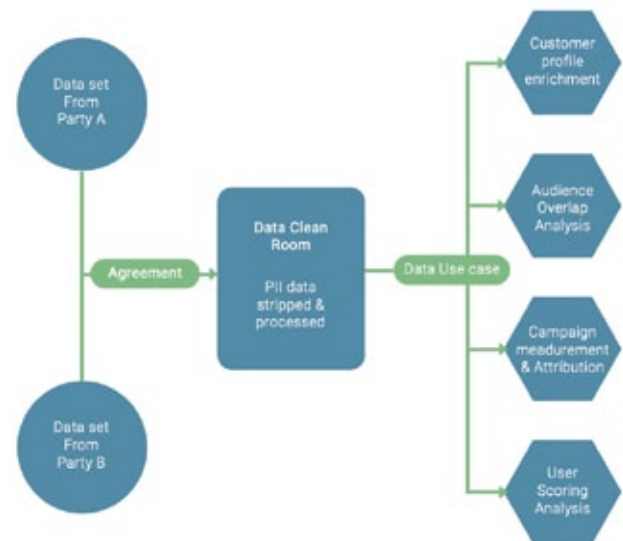 Data set
From
Party A
Agreement
Data set
From
Party B
Data Clean
Room
PII data
stripped &
processed
Data Use case
Customer
profile
enrichment
Audience
Overlap
Analysis
Campaign
meadurement
& Attribution
User
Scoring
Analysis